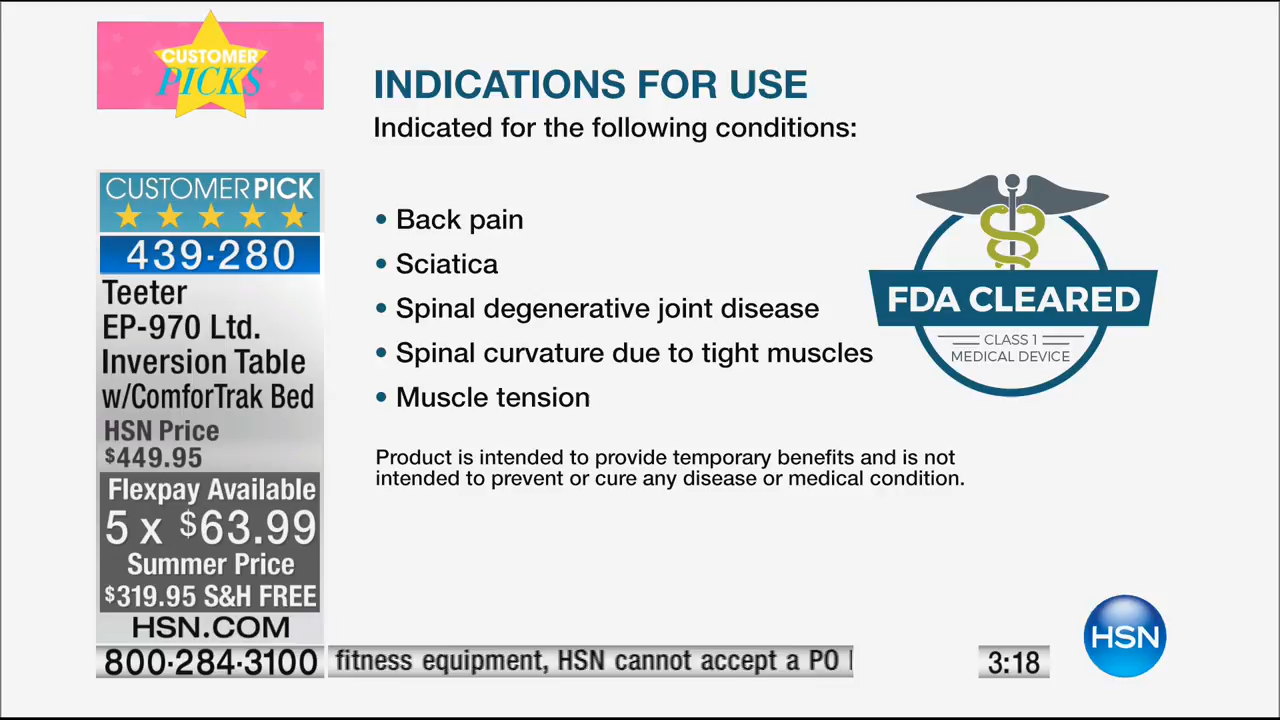 CUSTOMER
PICKS
INDICATIONS FOR USE
Indicated for the following conditions:
CUSTOMER PICK
439·280
Teeter
EP-970 Ltd.
Inversion Table
w/ComforTrak Bed
HSN Price
$449.95
Flexpay Available
5 x $63.99
Summer Price
$319.95 S&H FREE
HSN.COM
800·284·3100
• Back pain
• Sciatica
• Spinal degenerative joint disease
• Spinal curvature due to tight muscles
• Muscle tension
FDA CLEARED
CLASS 1
MEDICAL DEVICE
Product is intended to provide temporary benefits and is not
intended to prevent or cure any disease or medical condition.
fitness equipment, HSN cannot accept a PO
3:18
HSN